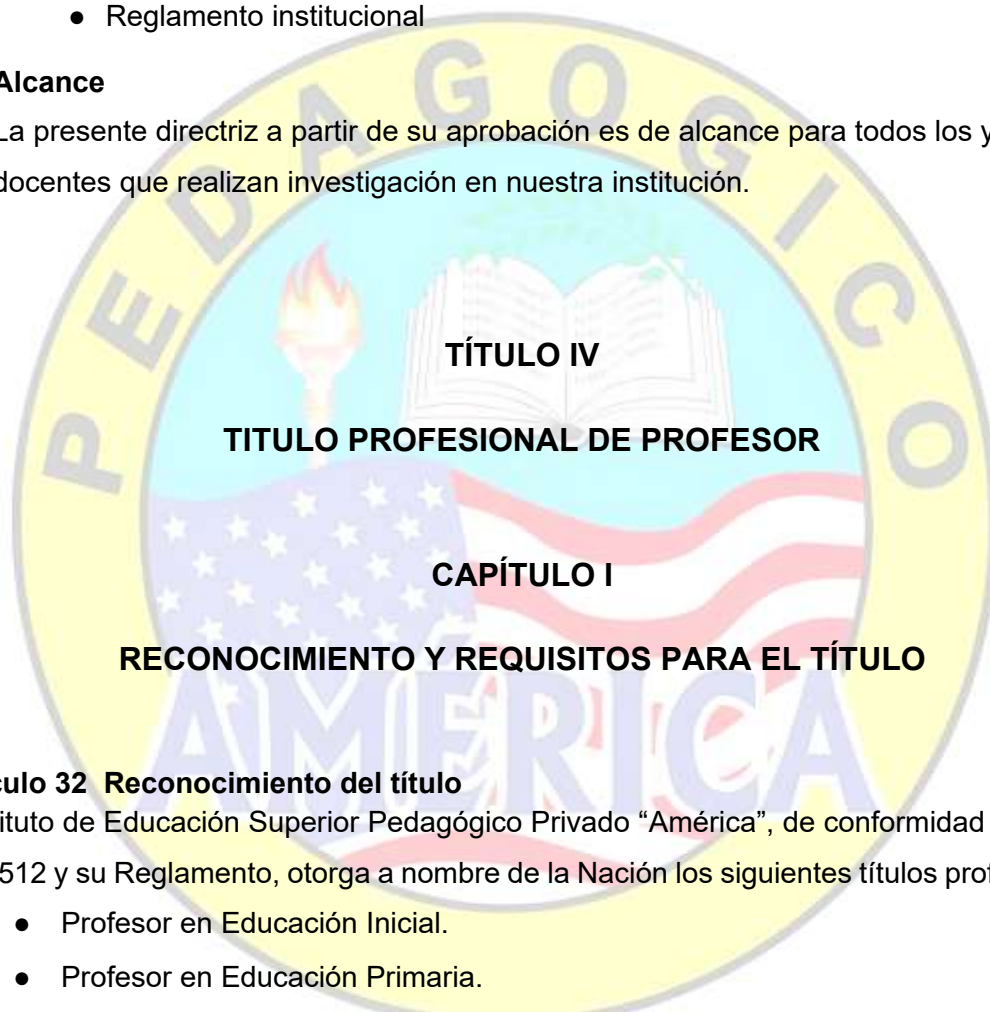 ● Reglamento institucional
Alcance
La presente directriz a partir de su aprobación es de alcance para todos los y
docentes que realizan investigación en nuestra institución.
PEDAGOGICO
TÍTULO IV
TITULO PROFESIONAL DE PROFESOR
CAPÍTULO I
RECONOCIMIENTO Y REQUISITOS PARA EL TÍTULO
AMÉRICA
culo 32 Reconocimiento del título
ituto de Educación Superior Pedagógico Privado “América”, de conformidad
512 y su Reglamento, otorga a nombre de la Nación los siguientes títulos prof
● Profesor en Educación Inicial.
● Profesor en Educación Primaria.